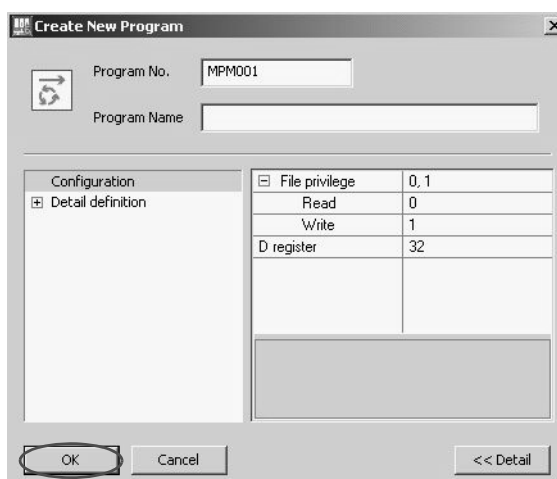 Create New Program
Program No. MPM001
Program Name
Configuration
Detail definition
File privilege 0, 1
Read 0
Write 1
D register 32
OK Cancel << Detail